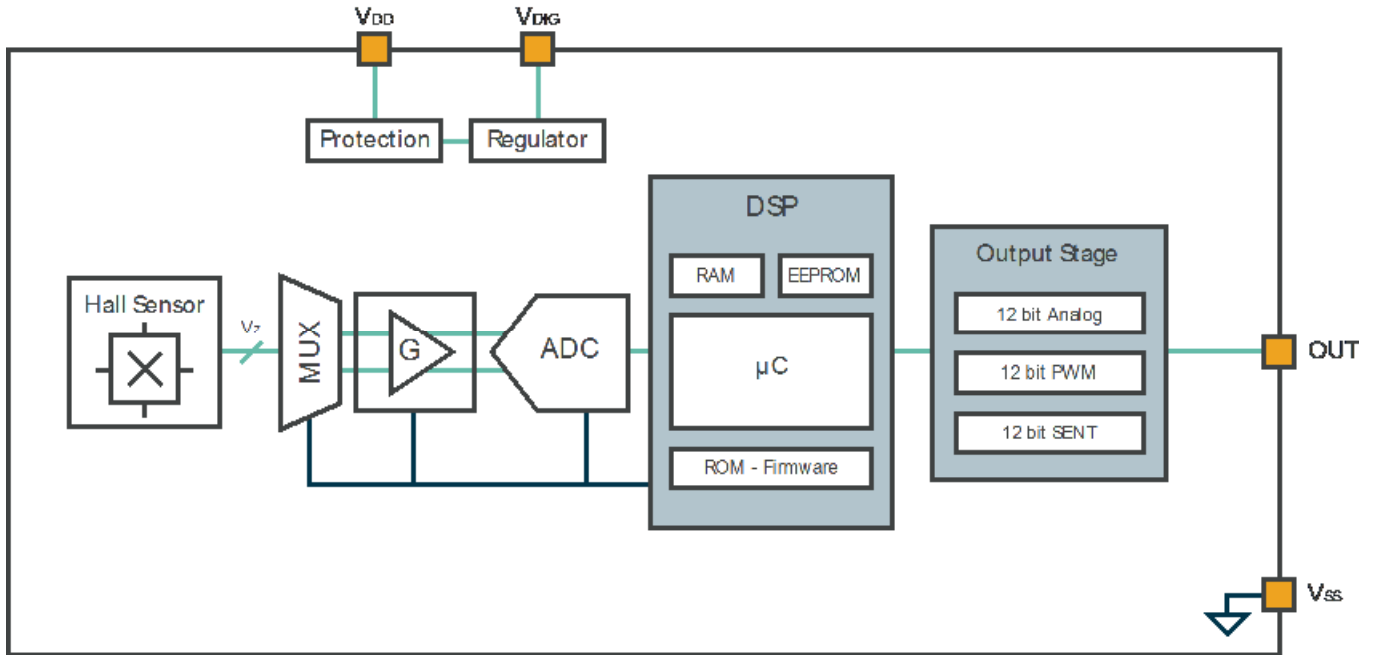 VDD
VDIG
Protection
Regulator
DSP
RAM
EEPROM
Output Stage
Hall Sensor
Vz
MUX
G
ADC
µC
12 bit Analog
12 bit PWM
12 bit SENT
OUT
ROM - Firmware
VSS